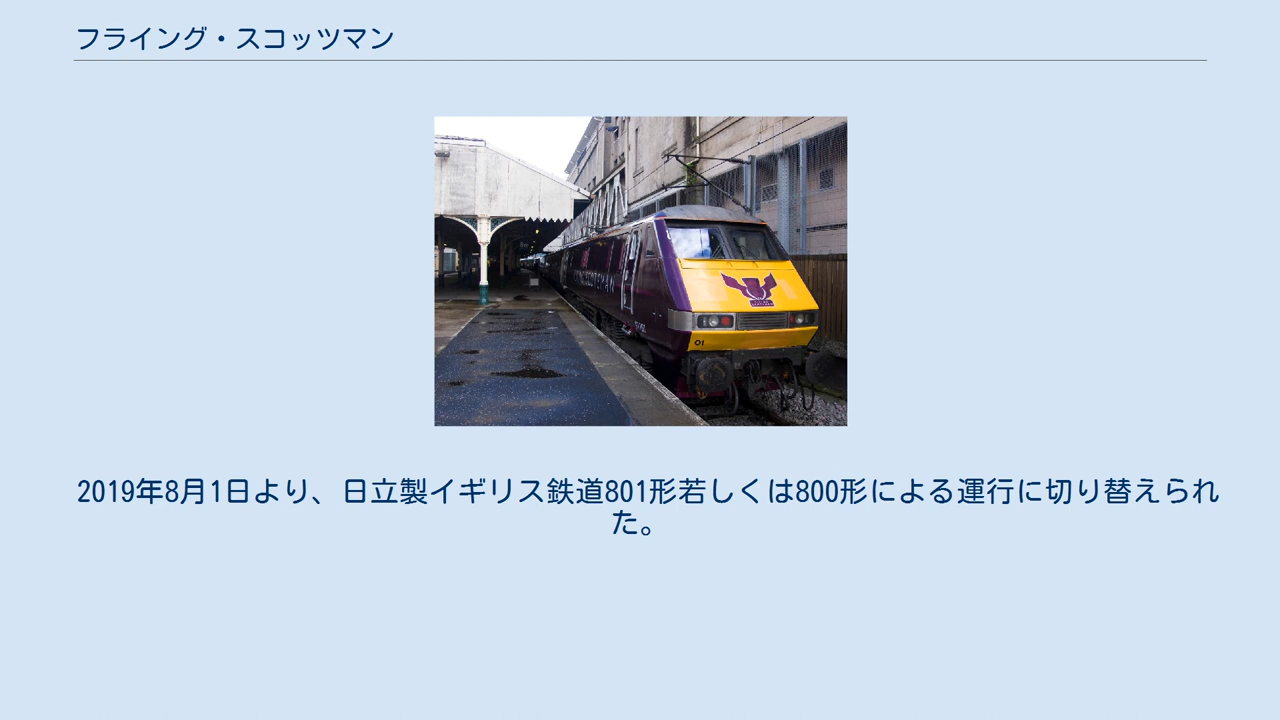 フライング・スコッツマン
01
2019年8月1日より、日立製イギリス鉄道801形若しくは800形による運行に切り替えられ
た。